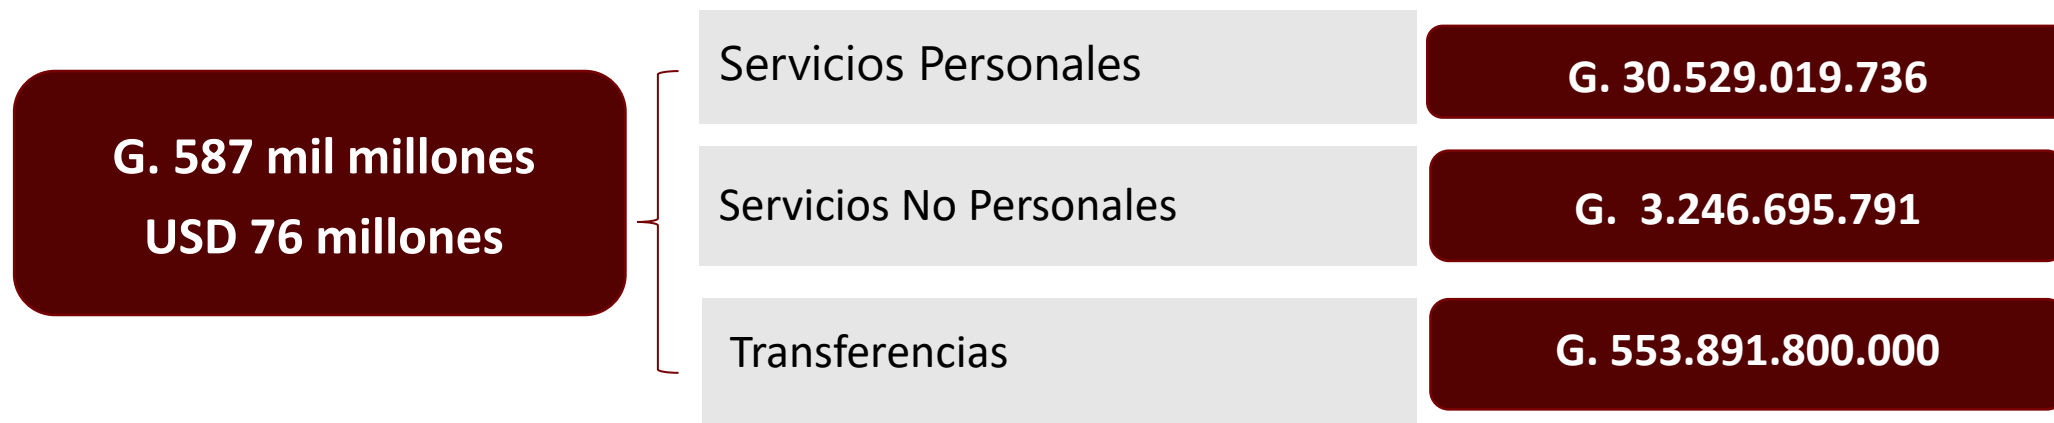 G. 587 mil millones
USD 76 millones
Servicios Personales
G. 30.529.019.736
Servicios No Personales
G. 3.246.695.791
Transferencias
G. 553.891.800.000